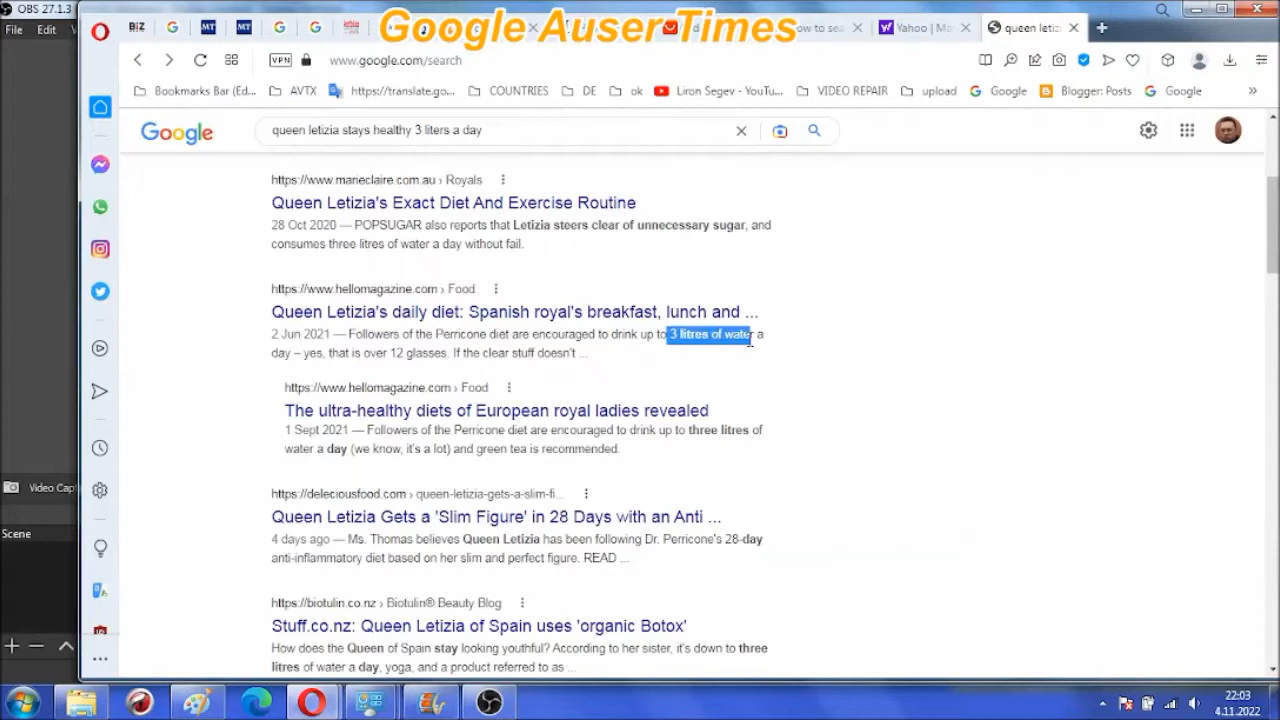 OBS 27.1.3
File Edit
Google Auser Times
BiZ
MT
MT
how to sea
Yahoo | Ma
queen letiz
VPN
www.google.com/search
Bookmarks Bar (Ed...
AVTX
https://translate.go...
COUNTRIES
DE
ok
Liron Segev - YouTu...
VIDEO REPAIR
upload
Google
Blogger: Posts
Google
»
Google
queen letizia stays healthy 3 liters a day
https://www.marieclaire.com.au › Royals
Queen Letizia's Exact Diet And Exercise Routine
28 Oct 2020 — POPSUGAR also reports that Letizia steers clear of unnecessary sugar, and
consumes three litres of water a day without fail.
https://www.hellomagazine.com › Food
Queen Letizia's daily diet: Spanish royal's breakfast, lunch and ...
2 Jun 2021 — Followers of the Perricone diet are encouraged to drink up to 3 litres of water a
day – yes, that is over 12 glasses. If the clear stuff doesn't ...
https://www.hellomagazine.com › Food
The ultra-healthy diets of European royal ladies revealed
1 Sept 2021 — Followers of the Perricone diet are encouraged to drink up to three litres of
water a day (we know, it's a lot) and green tea is recommended.
https://deleciousfood.com › queen-letizia-gets-a-slim-fi...
Queen Letizia Gets a 'Slim Figure' in 28 Days with an Anti ...
4 days ago — Ms. Thomas believes Queen Letizia has been following Dr. Perricone's 28-day
anti-inflammatory diet based on her slim and perfect figure. READ ...
https://biotulin.co.nz › Biotulin® Beauty Blog
Stuff.co.nz: Queen Letizia of Spain uses 'organic Botox'
How does the Queen of Spain stay looking youthful? According to her sister, it's down to three
litres of water a day, yoga, and a product referred to as ...
Video Capt
Scene
22:03
4.11.2022